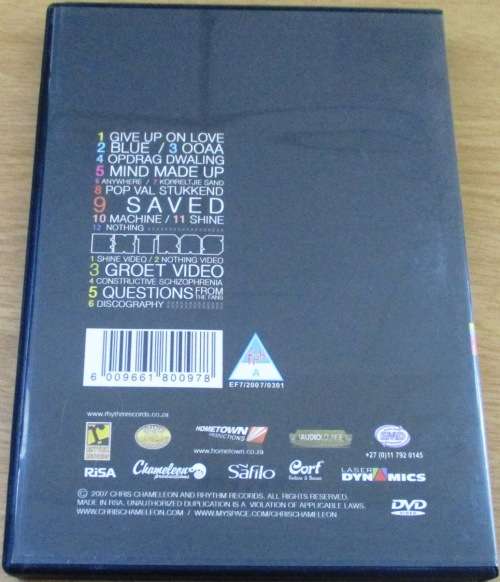 1 GIVE UP ON LOVE
2 BLUE / 3 OOAA
4 OPDRAG DWALING
5 MIND MADE UP
6 ANYWHERE / 7 KORRELTJIE SAND
8 POP VAL STUKKEND
9 SAVED
10 MACHINE / 11 SHINE
12 NOTHING
EXTRAS
1 SHINE VIDEO / 2 NOTHING VIDEO
3 GROET VIDEO
4 CONSTRUCTIVE SCHIZOPHRENIA
5 QUESTIONS FROM THE FANS
6 DISCOGRAPHY
6 009661 800978
A
EF7/2007/0301
www.rhythmrecords.co.za
HOMETOWN
PRODUCTIONS
www.hometown.co.za
+27 (0)11 792 0145
RiSA
Chameleon
Safilo
Corf
LASER
DYNAMICS
© 2007 CHRIS CHAMELEON AND RHYTHM RECORDS. ALL RIGHTS RESERVED.
MADE IN RSA. UNAUTHORIZED DUPLICATION IS A VIOLATION OF APPLICABLE LAWS.
WWW.CHRISCHAMELEON.COM / WWW.MYSPACE.COM/CHRISCHAMELEON
DVD
VIDEO